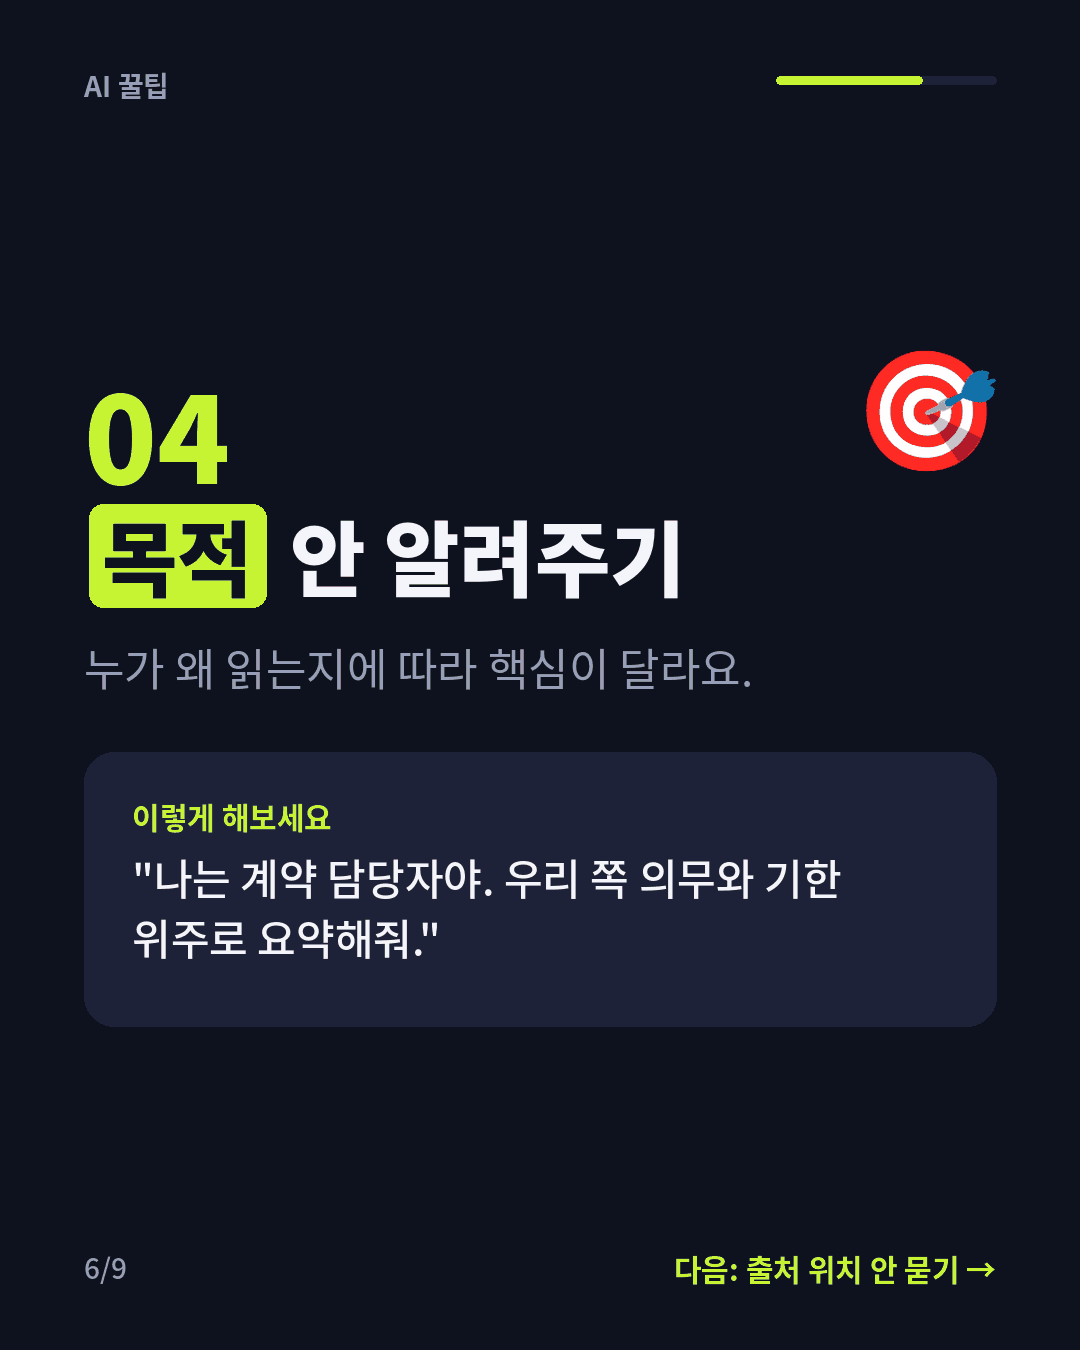 AI 꿀팁
04
목적 안 알려주기
누가 왜 읽는지에 따라 핵심이 달라요.
이렇게 해보세요
"나는 계약 담당자야. 우리 쪽 의무와 기한
위주로 요약해줘."
6/9
다음: 출처 위치 안 묻기 →